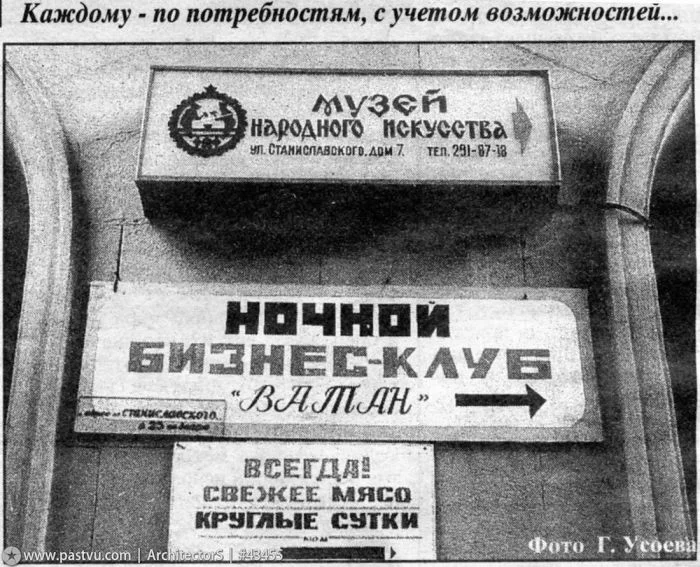 Каждому - по потребностям, с учетом возможностей...
МУЗЕЙ
НАРОДНОГО ИСКУССТВА
УЛ. СТАНИСЛАВСКОГО. ДОМ 7. ТЕЛ. 291-87-18
НОЧНОЙ
БИЗНЕС-КЛУБ
"ВАТАН"
СТАНИСЛАВСКОГО
ВСЕГДА!
СВЕЖЕЕ МЯСО
КРУГЛЫЕ СУТКИ
Фото Г. Усоева
www.pastvu.com | ArchitectorS | #43455